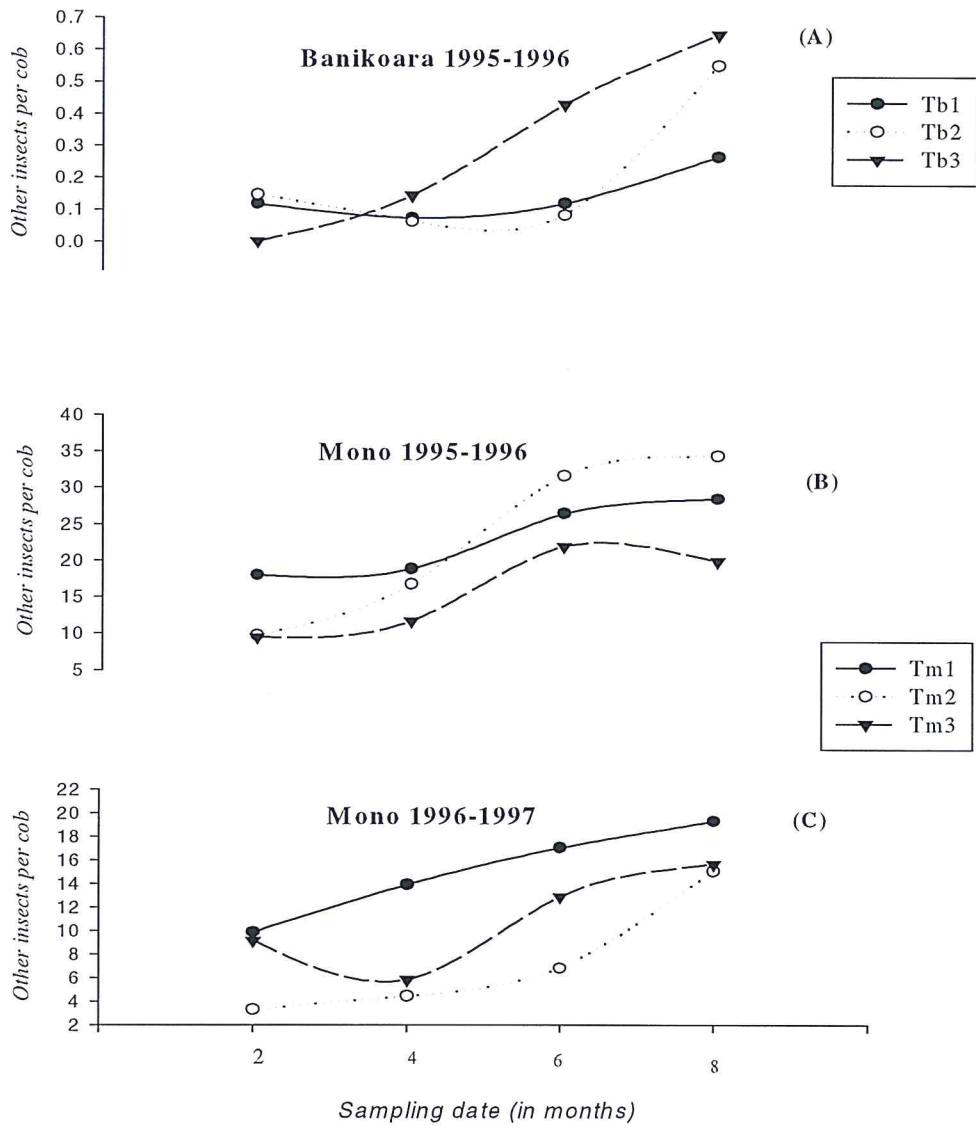 0.7
0.6
0.5
0.4
0.3
0.2
0.1
0.0
Other insects per cob
Banikoara 1995-1996
(A)
Tb1
Tb2
Tb3
40
35
30
25
20
15
10
5
Other insects per cob
Mono 1995-1996
(B)
Tm1
Tm2
Tm3
22
20
18
16
14
12
10
8
6
4
2
Other insects per cob
Mono 1996-1997
(C)
2 4 6 8
Sampling date (in months)